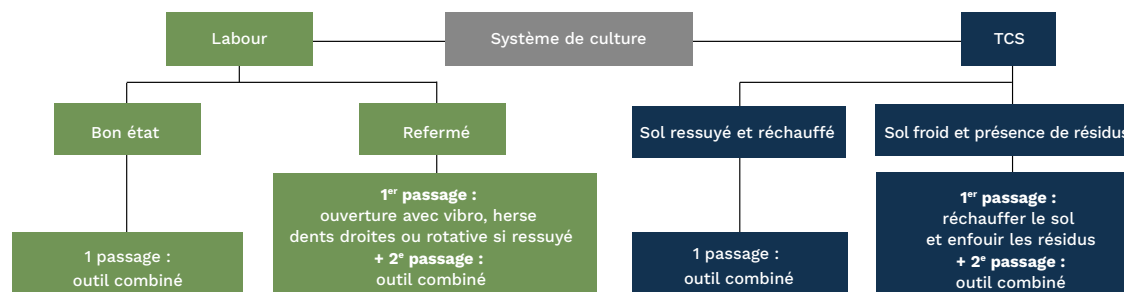 Labour
Système de culture
TCS
Bon état
Refermé
Sol ressuyé et réchauffé
Sol froid et présence de résidus
1 passage :
outil combiné
1er passage :
ouverture avec vibro, herse
dents droites ou rotative si ressuyé
+ 2e passage :
outil combiné
1 passage :
outil combiné
1er passage :
réchauffer le sol
et enfouir les résidus
+ 2e passage :
outil combiné